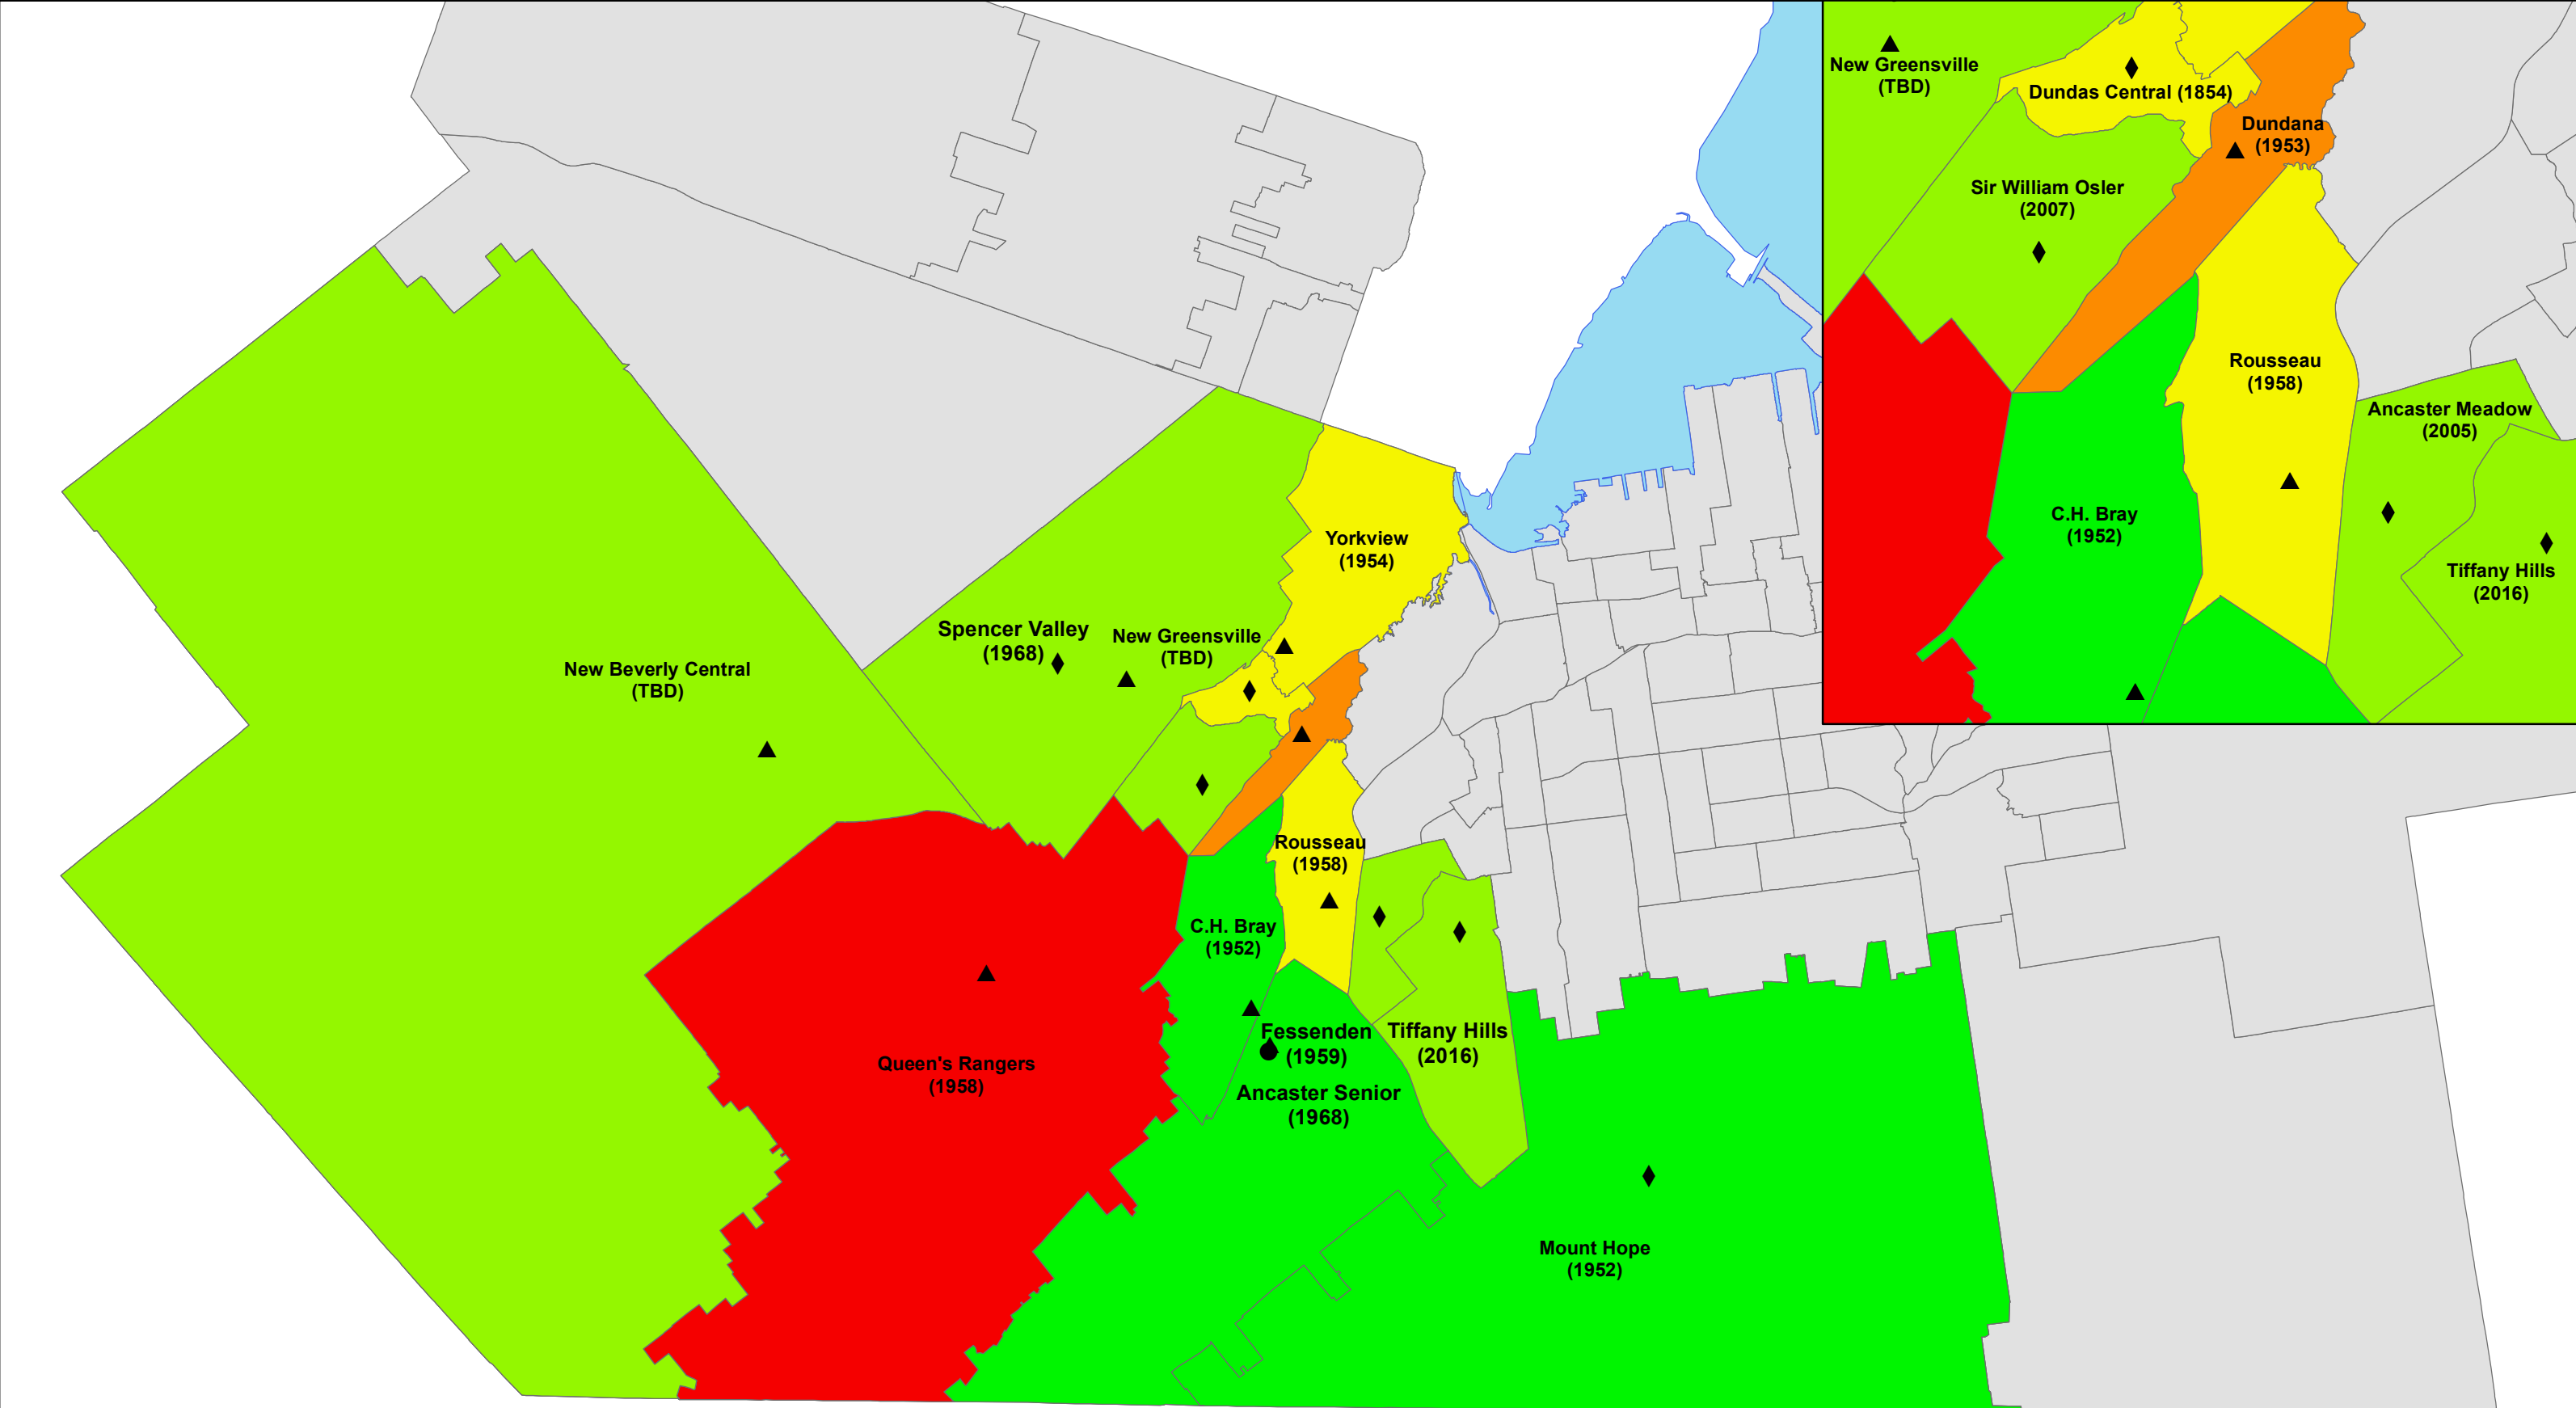 New Greensville
(TBD)
Dundas Central (1854)
Dundana
(1953)
Sir William Osler
(2007)
Rousseau
(1958)
Ancaster Meadow
(2005)
C.H. Bray
(1952)
Tiffany Hills
(2016)
Yorkview
(1954)
Spencer Valley
(1968)
New Greensville
(TBD)
New Beverly Central
(TBD)
Rousseau
(1958)
C.H. Bray
(1952)
Fessenden
(1959)
Tiffany Hills
(2016)
Queen's Rangers
(1958)
Ancaster Senior
(1968)
Mount Hope
(1952)